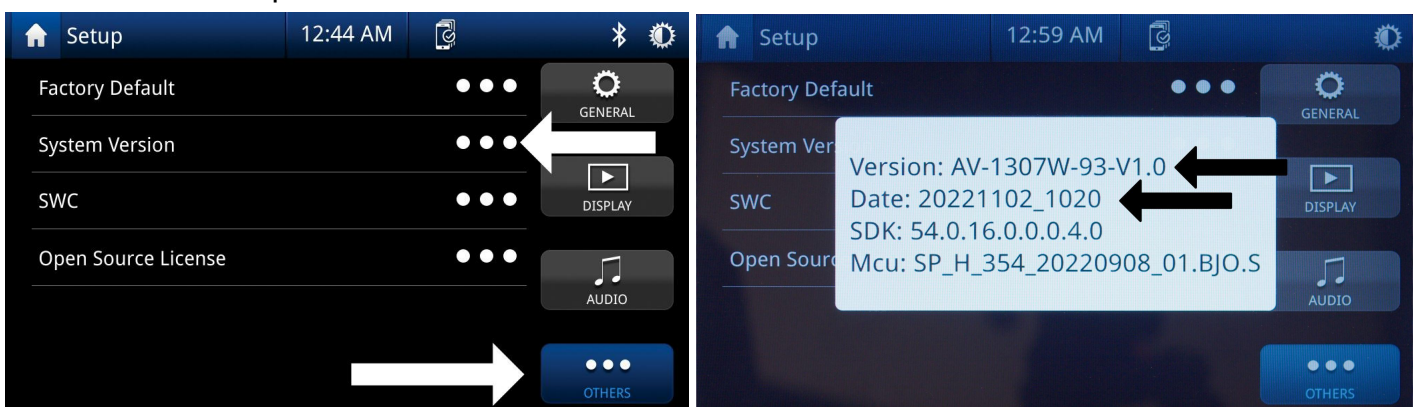 Setup
12:44 AM
Factory Default
GENERAL
System Version
DISPLAY
SWC
Open Source License
AUDIO
OTHERS
Setup
12:59 AM
Factory Default
GENERAL
System Ver
Version: AV-1307W-93-V1.0
Date: 20221102_1020
SWC
DISPLAY
SDK: 54.0.16.0.0.0.4.0
Open Sour
Mcu: SP_H_354_20220908_01.BJO.S
AUDIO
OTHERS